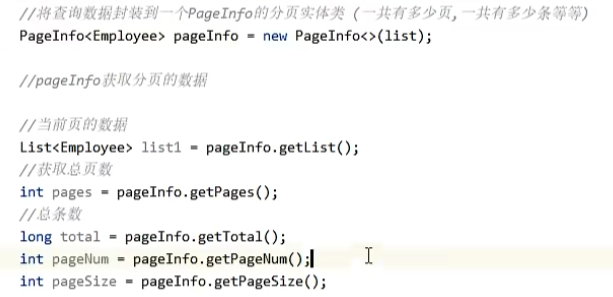 //将查询数据封装到一个PageInfo的分页实体类 (一共有多少页,一共有多少条等等)
PageInfo<Employee> pageInfo = new PageInfo<>(list);
//pageInfo获取分页的数据
//当前页的数据
List<Employee> list1 = pageInfo.getList();
//获取总页数
int pages = pageInfo.getPages();
//总条数
long total = pageInfo.getTotal();
int pageNum = pageInfo.getPageNum();
int pageSize = pageInfo.getPageSize();